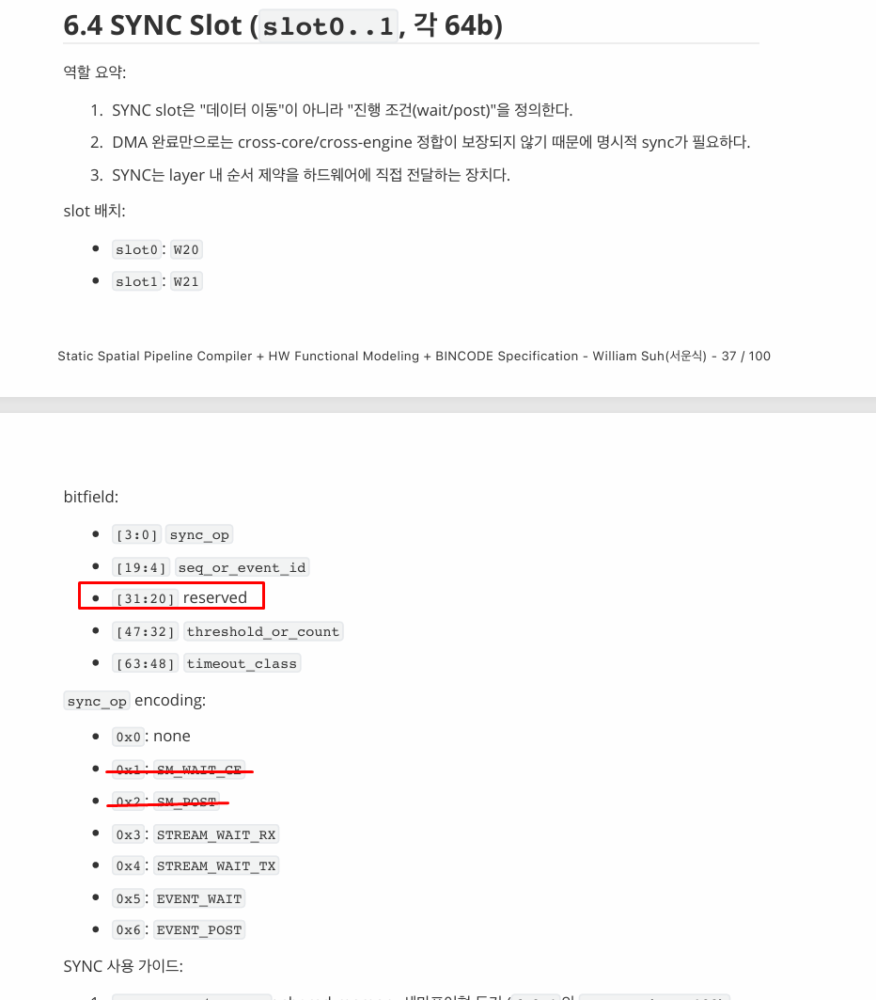 6.4 SYNC Slot (slot0..1, 각 64b)
역할 요약:
1. SYNC slot은 "데이터 이동"이 아니라 "진행 조건(wait/post)"을 정의한다.
2. DMA 완료만으로는 cross-core/cross-engine 정합이 보장되지 않기 때문에 명시적 sync가 필요하다.
3. SYNC는 layer 내 순서 제약을 하드웨어에 직접 전달하는 장치다.
slot 배치:
• slot0: W20
• slot1: W21
Static Spatial Pipeline Compiler + HW Functional Modeling + BINCODE Specification - William Suh(서운식) - 37 / 100
bitfield:
• [3:0] sync_op
• [19:4] seq_or_event_id
• [31:20] reserved
• [47:32] threshold_or_count
• [63:48] timeout_class
sync_op encoding:
• 0x0: none
• 0x1: SM_WAIT_GE
• 0x2: SM_POST
• 0x3: STREAM_WAIT_RX
• 0x4: STREAM_WAIT_TX
• 0x5: EVENT_WAIT
• 0x6: EVENT_POST
SYNC 사용 가이드: